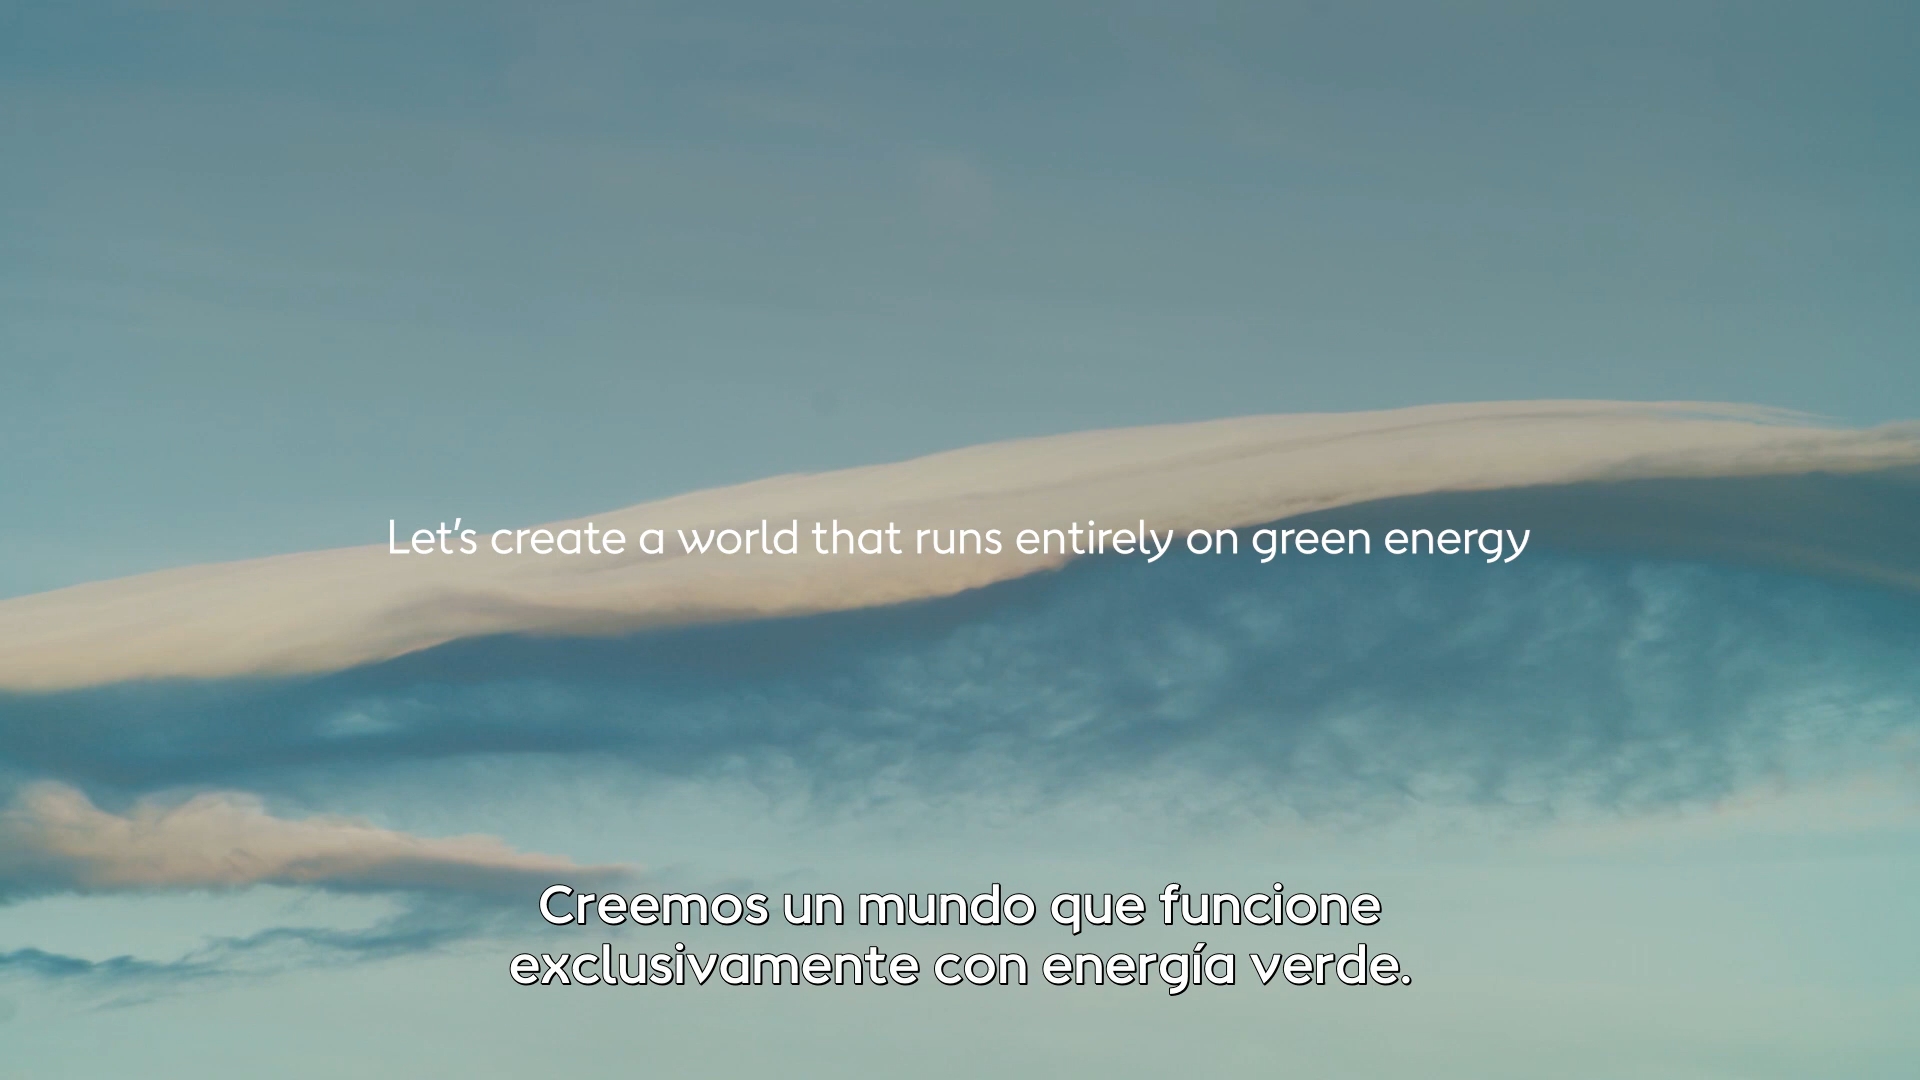 Let's create a world that runs entirely on green energy
Creemos un mundo que funcione
exclusivamente con energía verde.